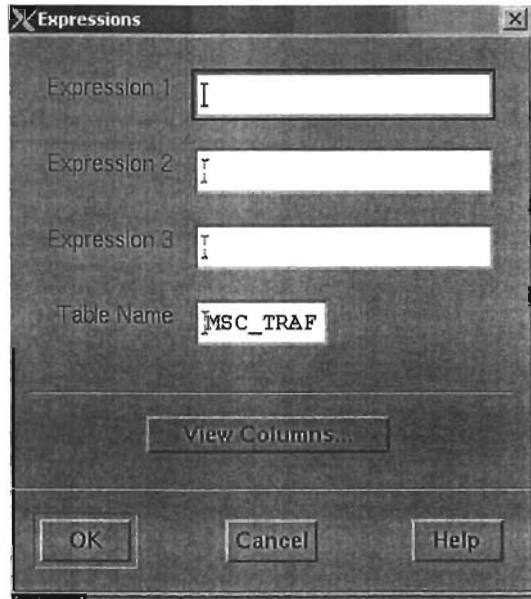 Expressions
Expression 1
Expression 2
Expression 3
Table Name MSC_TRAF
View Columns...
OK Cancel Help